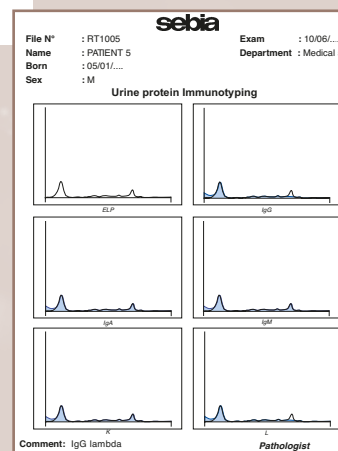 sebia
File N° : RT1005 Exam : 10/06/....
Name : PATIENT 5 Department : Medical
Born : 05/01/....
Sex : M
Urine protein Immunotyping
ELP IgG
IgA IgM
K L
Comment: IgG lambda Pathologist